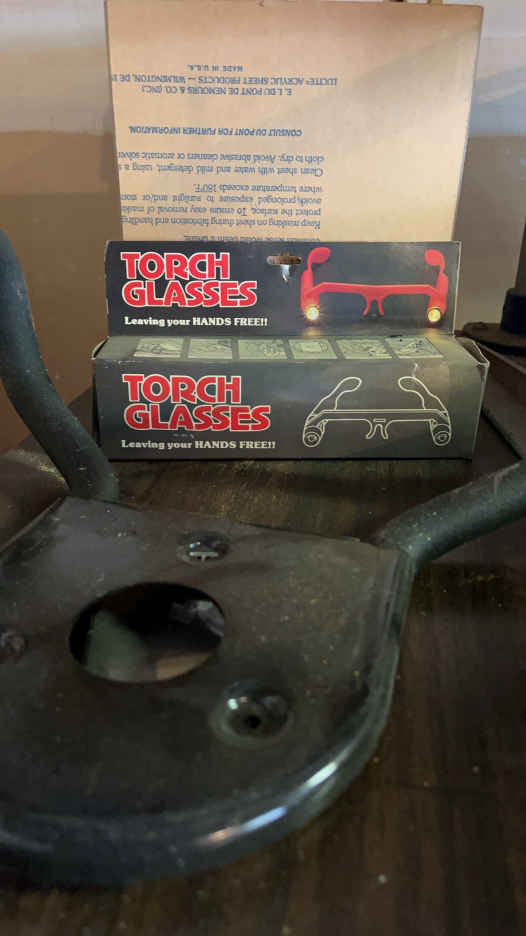 MADE IN U.S.A.
LUCITE® ACRYLIC SHEET PRODUCTS — WILMINGTON, DE
E. I. DU PONT DE NEMOURS & CO. (INC.)
CONSULT DU PONT FOR FURTHER INFORMATION.
cloth to dry. Avoid abrasive cleaners or aromatic
Clean sheet with water and mild detergent, using a
where temperature exceeds 180°F.
avoid prolonged exposure to sunlight and/or
protect the surface. To ensure easy removal of
Keep masking on sheet during fabrication and handling
TORCH
GLASSES
Leaving your HANDS FREE!!
TORCH
GLASSES
Leaving your HANDS FREE!!